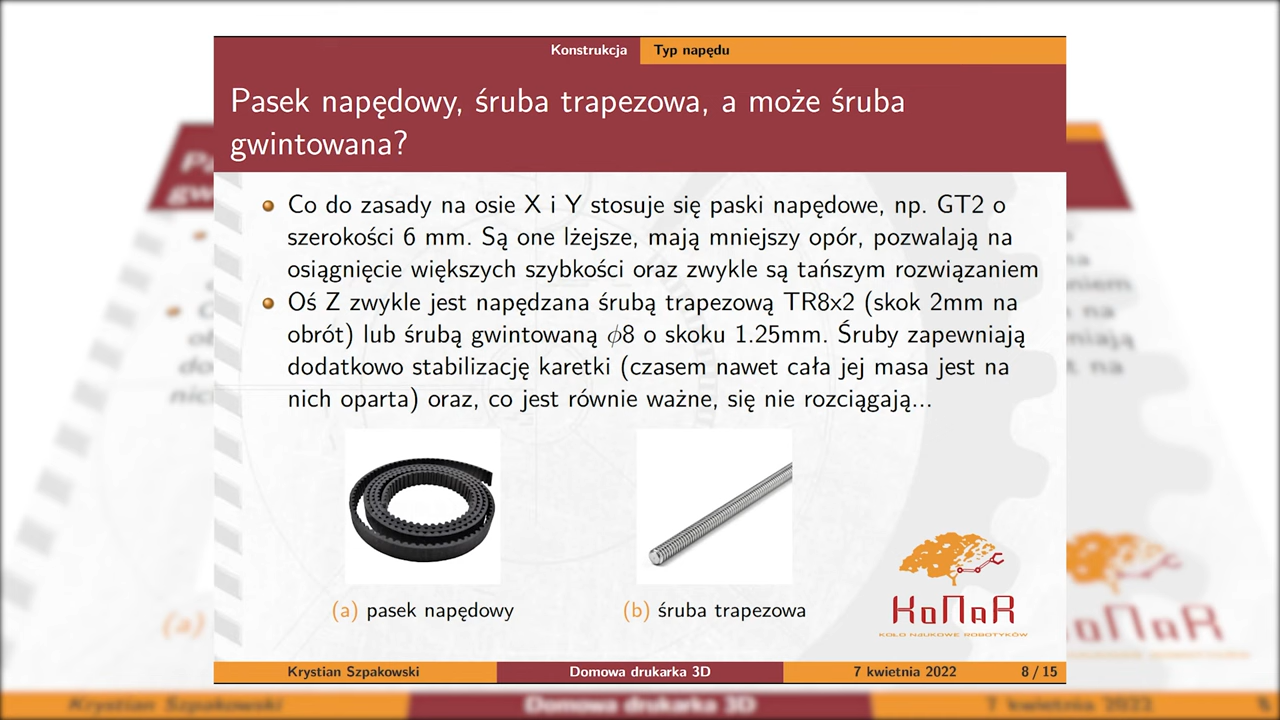 Konstrukcja Typ napędu
Pasek napędowy, śruba trapezowa, a może śruba
gwintowana?
Co do zasady na osie X i Y stosuje się paski napędowe, np. GT2 o
szerokości 6 mm. Są one lżejsze, mają mniejszy opór, pozwalają na
osiągnięcie większych szybkości oraz zwykle są tańszym rozwiązaniem
Oś Z zwykle jest napędzana śrubą trapezową TR8x2 (skok 2mm na
obrót) lub śrubą gwintowaną ϕ8 o skoku 1.25mm. Śruby zapewniają
dodatkowo stabilizację karetki (czasem nawet cała jej masa jest na
nich oparta) oraz, co jest równie ważne, się nie rozciągają...
(a) pasek napędowy
(b) śruba trapezowa
KoNaR
KOŁO NAUKOWE ROBOTYKÓW
Krystian Szpakowski Domowa drukarka 3D 7 kwietnia 2022 8 / 15